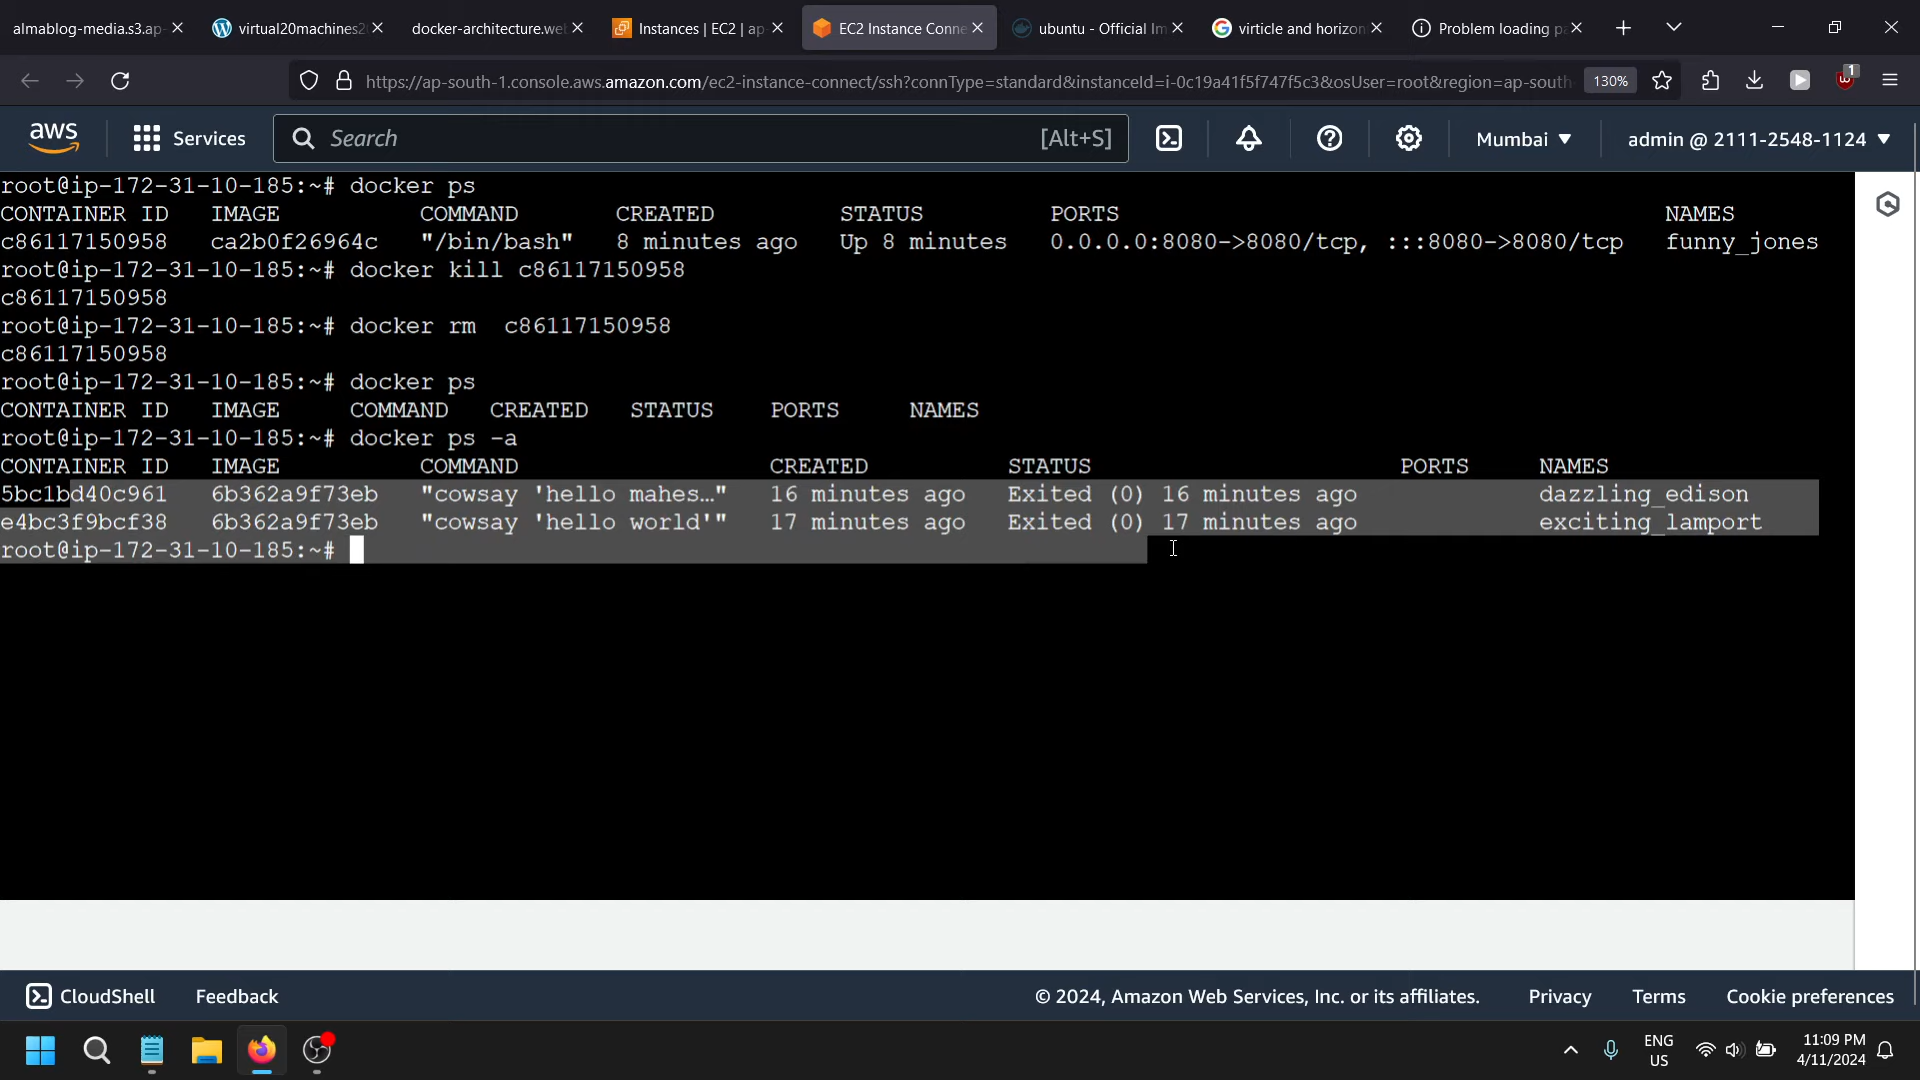 almablog-media.s3.ap-
virtual20machines2
docker-architecture.we
Instances | EC2 | ap-
EC2 Instance Conne
ubuntu - Official Im
virticle and horizon
Problem loading pa
https://ap-south-1.console.aws.amazon.com/ec2-instance-connect/ssh?connType=standard&instanceId=i-0c19a41f5f747f5c3&osUser=root&region=ap-south-
130%
1
aws
Services
Search
[Alt+S]
Mumbai
admin @ 2111-2548-1124
root@ip-172-31-10-185:~# docker ps
CONTAINER ID IMAGE COMMAND CREATED STATUS PORTS NAMES
c86117150958 ca2b0f26964c "/bin/bash" 8 minutes ago Up 8 minutes 0.0.0.0:8080->8080/tcp, :::8080->8080/tcp funny_jones
root@ip-172-31-10-185:~# docker kill c86117150958
c86117150958
root@ip-172-31-10-185:~# docker rm  c86117150958
c86117150958
root@ip-172-31-10-185:~# docker ps
CONTAINER ID IMAGE COMMAND CREATED STATUS PORTS NAMES
root@ip-172-31-10-185:~# docker ps -a
CONTAINER ID IMAGE COMMAND CREATED STATUS PORTS NAMES
5bc1bd40c961 6b362a9f73eb "cowsay 'hello mahes…" 16 minutes ago Exited (0) 16 minutes ago dazzling_edison
e4bc3f9bcf38 6b362a9f73eb "cowsay 'hello world'" 17 minutes ago Exited (0) 17 minutes ago exciting_lamport
root@ip-172-31-10-185:~#
CloudShell
Feedback
© 2024, Amazon Web Services, Inc. or its affiliates.
Privacy
Terms
Cookie preferences
ENG
US
11:09 PM
4/11/2024